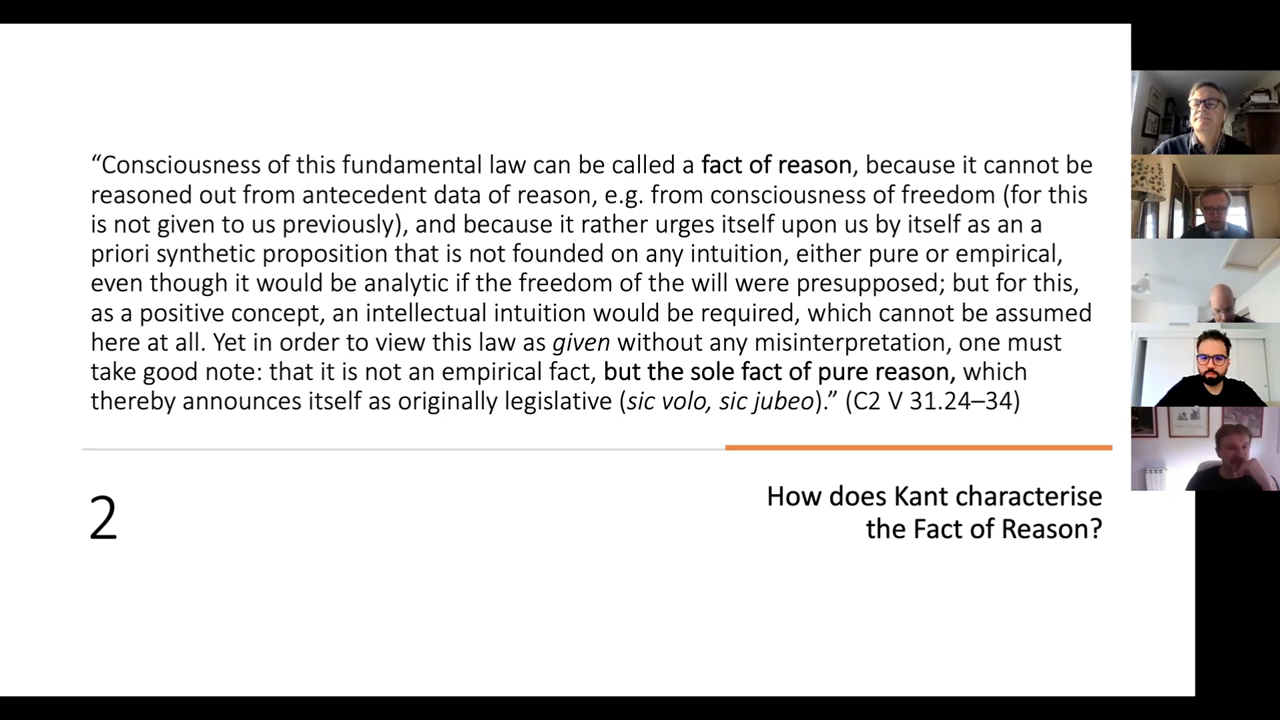 “Consciousness of this fundamental law can be called a fact of reason, because it cannot be
reasoned out from antecedent data of reason, e.g. from consciousness of freedom (for this
is not given to us previously), and because it rather urges itself upon us by itself as an a
priori synthetic proposition that is not founded on any intuition, either pure or empirical,
even though it would be analytic if the freedom of the will were presupposed; but for this,
as a positive concept, an intellectual intuition would be required, which cannot be assumed
here at all. Yet in order to view this law as given without any misinterpretation, one must
take good note: that it is not an empirical fact, but the sole fact of pure reason, which
thereby announces itself as originally legislative (sic volo, sic jubeo).” (C2 V 31.24–34)
2
How does Kant characterise
the Fact of Reason?